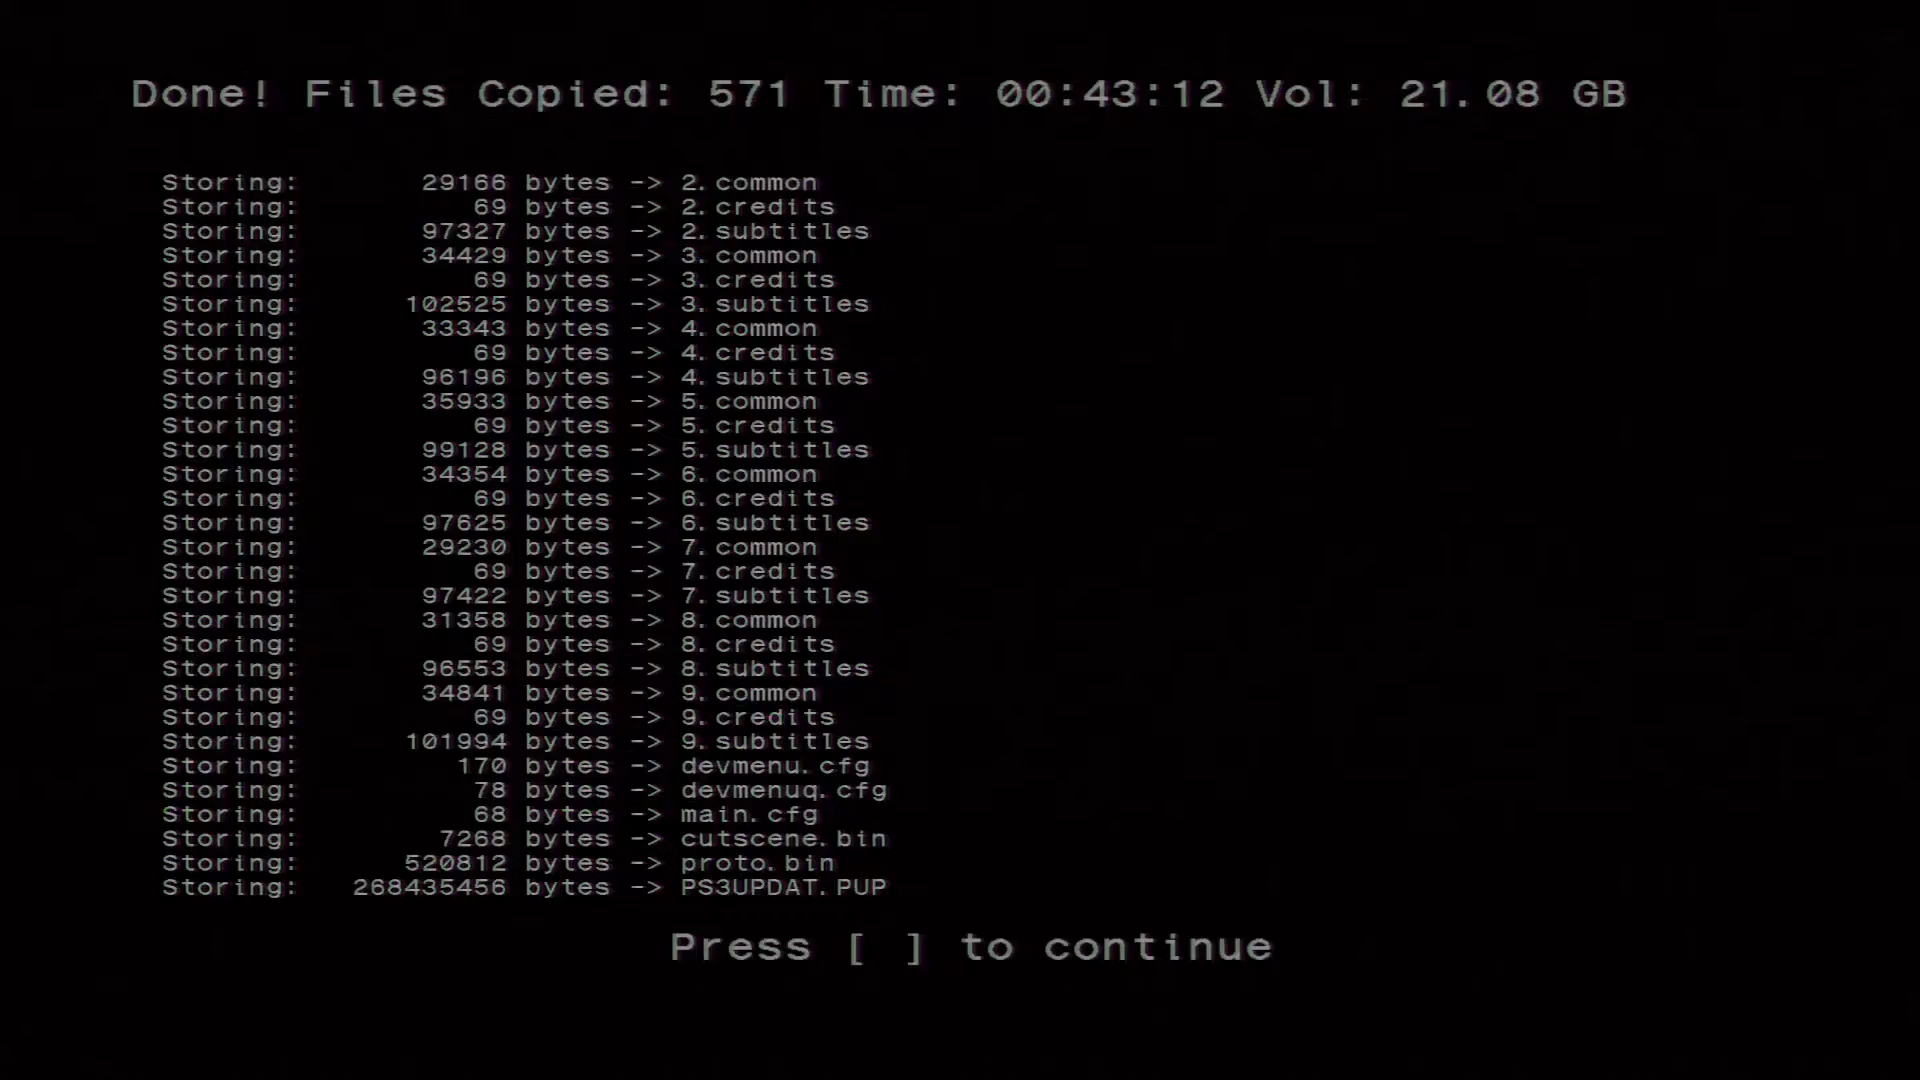 Done! Files Copied: 571 Time: 00:43:12 Vol: 21.08 GB
Storing: 29166 bytes -> 2.common
Storing: 69 bytes -> 2.credits
Storing: 97327 bytes -> 2.subtitles
Storing: 34429 bytes -> 3.common
Storing: 69 bytes -> 3.credits
Storing: 102525 bytes -> 3.subtitles
Storing: 33343 bytes -> 4.common
Storing: 69 bytes -> 4.credits
Storing: 96196 bytes -> 4.subtitles
Storing: 35933 bytes -> 5.common
Storing: 69 bytes -> 5.credits
Storing: 99128 bytes -> 5.subtitles
Storing: 34354 bytes -> 6.common
Storing: 69 bytes -> 6.credits
Storing: 97625 bytes -> 6.subtitles
Storing: 29230 bytes -> 7.common
Storing: 69 bytes -> 7.credits
Storing: 97422 bytes -> 7.subtitles
Storing: 31358 bytes -> 8.common
Storing: 69 bytes -> 8.credits
Storing: 96553 bytes -> 8.subtitles
Storing: 34841 bytes -> 9.common
Storing: 69 bytes -> 9.credits
Storing: 101994 bytes -> 9.subtitles
Storing: 170 bytes -> devmenu.cfg
Storing: 78 bytes -> devmenuq.cfg
Storing: 68 bytes -> main.cfg
Storing: 7268 bytes -> cutscene.bin
Storing: 520812 bytes -> proto.bin
Storing: 268435456 bytes -> PS3UPDAT.PUP
Press [ ] to continue